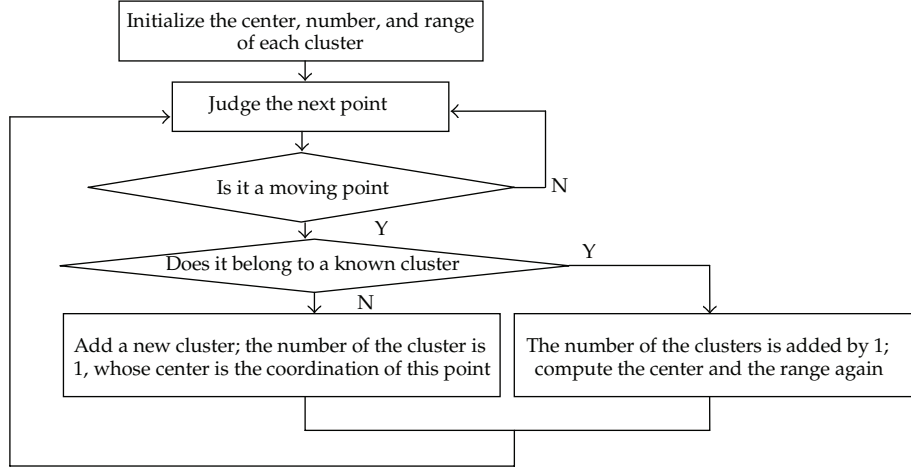 Initialize the center, number, and range
of each cluster
Judge the next point
Is it a moving point
N
Y
Does it belong to a known cluster
Y
N
Add a new cluster; the number of the cluster is
1, whose center is the coordination of this point
The number of the clusters is added by 1;
compute the center and the range again